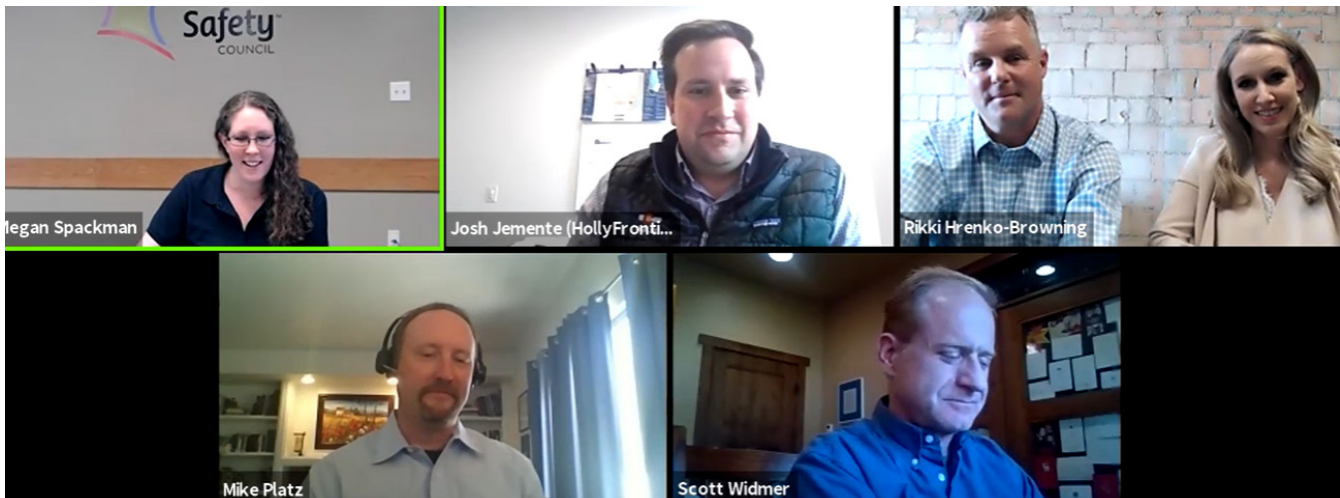 Safety
COUNCIL
Megan Spackman
Josh Jemente (HollyFronti...
Rikki Hrenko-Browning
Mike Platz
Scott Widmer